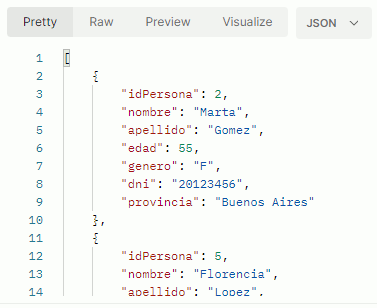 Pretty Raw Preview Visualize JSON
1 [
2 {
3 "idPersona": 2,
4 "nombre": "Marta",
5 "apellido": "Gomez",
6 "edad": 55,
7 "genero": "F",
8 "dni": "20123456",
9 "provincia": "Buenos Aires"
10 },
11 {
12 "idPersona": 5,
13 "nombre": "Florencia",
14 "apellido": "Lopez",